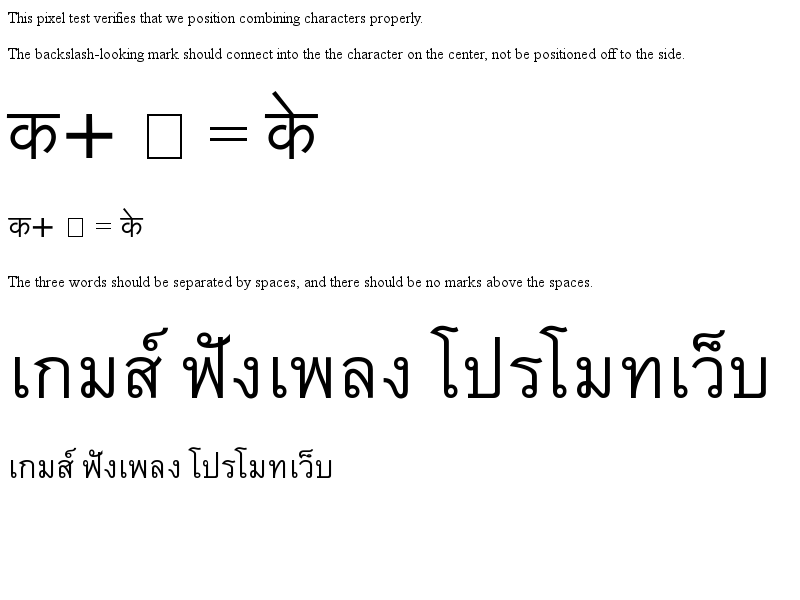 This pixel test verifies that we position combining characters properly.
The backslash-looking mark should connect into the the character on the center, not be positioned off to the side.
क+ □ = के
क+ □ = के
The three words should be separated by spaces, and there should be no marks above the spaces.
เกมส์ ฟังเพลง โปรโมทเว็บ
เกมส์ ฟังเพลง โปรโมทเว็บ